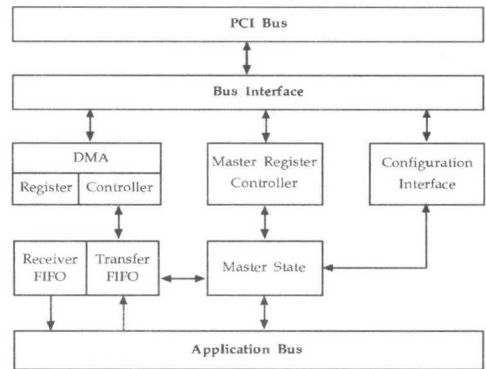 PCI Bus
Bus Interface
DMA
Register
Controller
Master Register
Controller
Configuration
Interface
Receiver
FIFO
Transfer
FIFO
Master State
Application Bus